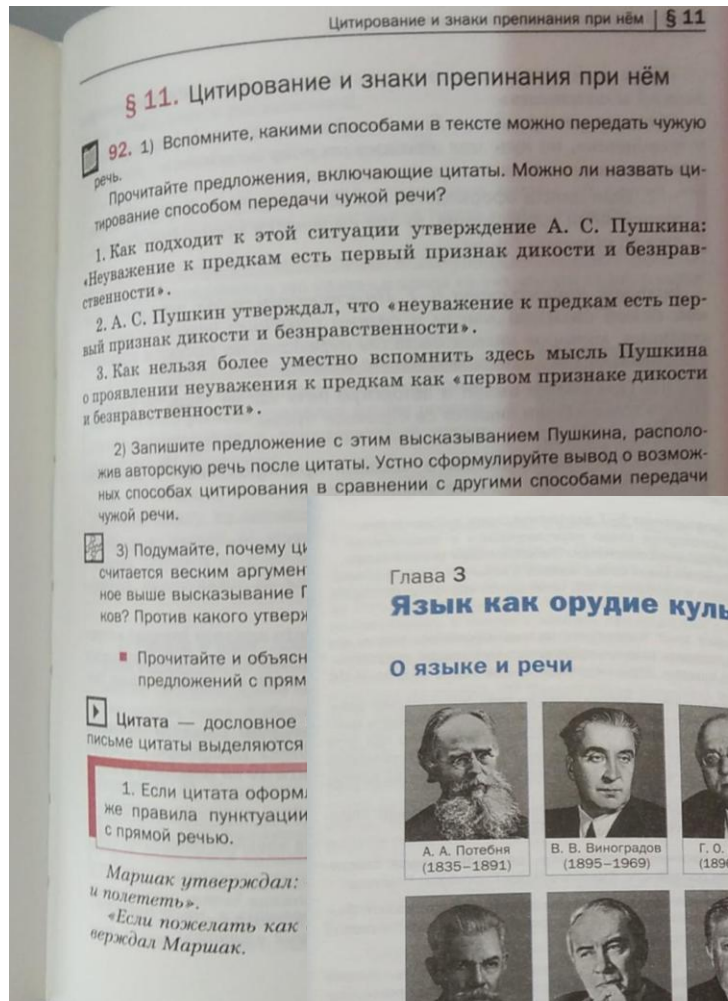 Цитирование и знаки препинания при нём | § 11
§ 11. Цитирование и знаки препинания при нём
92. 1) Вспомните, какими способами в тексте можно передать чужую
речь.
Прочитайте предложения, включающие цитаты. Можно ли назвать ци-
тирование способом передачи чужой речи?
1. Как подходит к этой ситуации утверждение А. С. Пушкина:
«Неуважение к предкам есть первый признак дикости и безнрав-
ственности».
2. А. С. Пушкин утверждал, что «неуважение к предкам есть пер-
вый признак дикости и безнравственности».
3. Как нельзя более уместно вспомнить здесь мысль Пушкина
о проявлении неуважения к предкам как «первом признаке дикости
и безнравственности».
2) Запишите предложение с этим высказыванием Пушкина, располо-
жив авторскую речь после цитаты. Устно сформулируйте вывод о возмож-
ных способах цитирования в сравнении с другими способами передачи
чужой речи.
3) Подумайте, почему
считается веским
ное выше высказывание
ков? Против какого
Прочитайте и
предложений с
Цитата — дословное
письме цитаты выделяются
1. Если цитата
же правила пунктуации
с прямой речью.
Маршак утверждал:
и полететь».
«Если пожелать как
верждал Маршак.
Глава 3
Язык как орудие
О языке и речи
А. А. Потебня
(1835–1891)
В. В. Виноградов
(1895–1969)
Г. О.